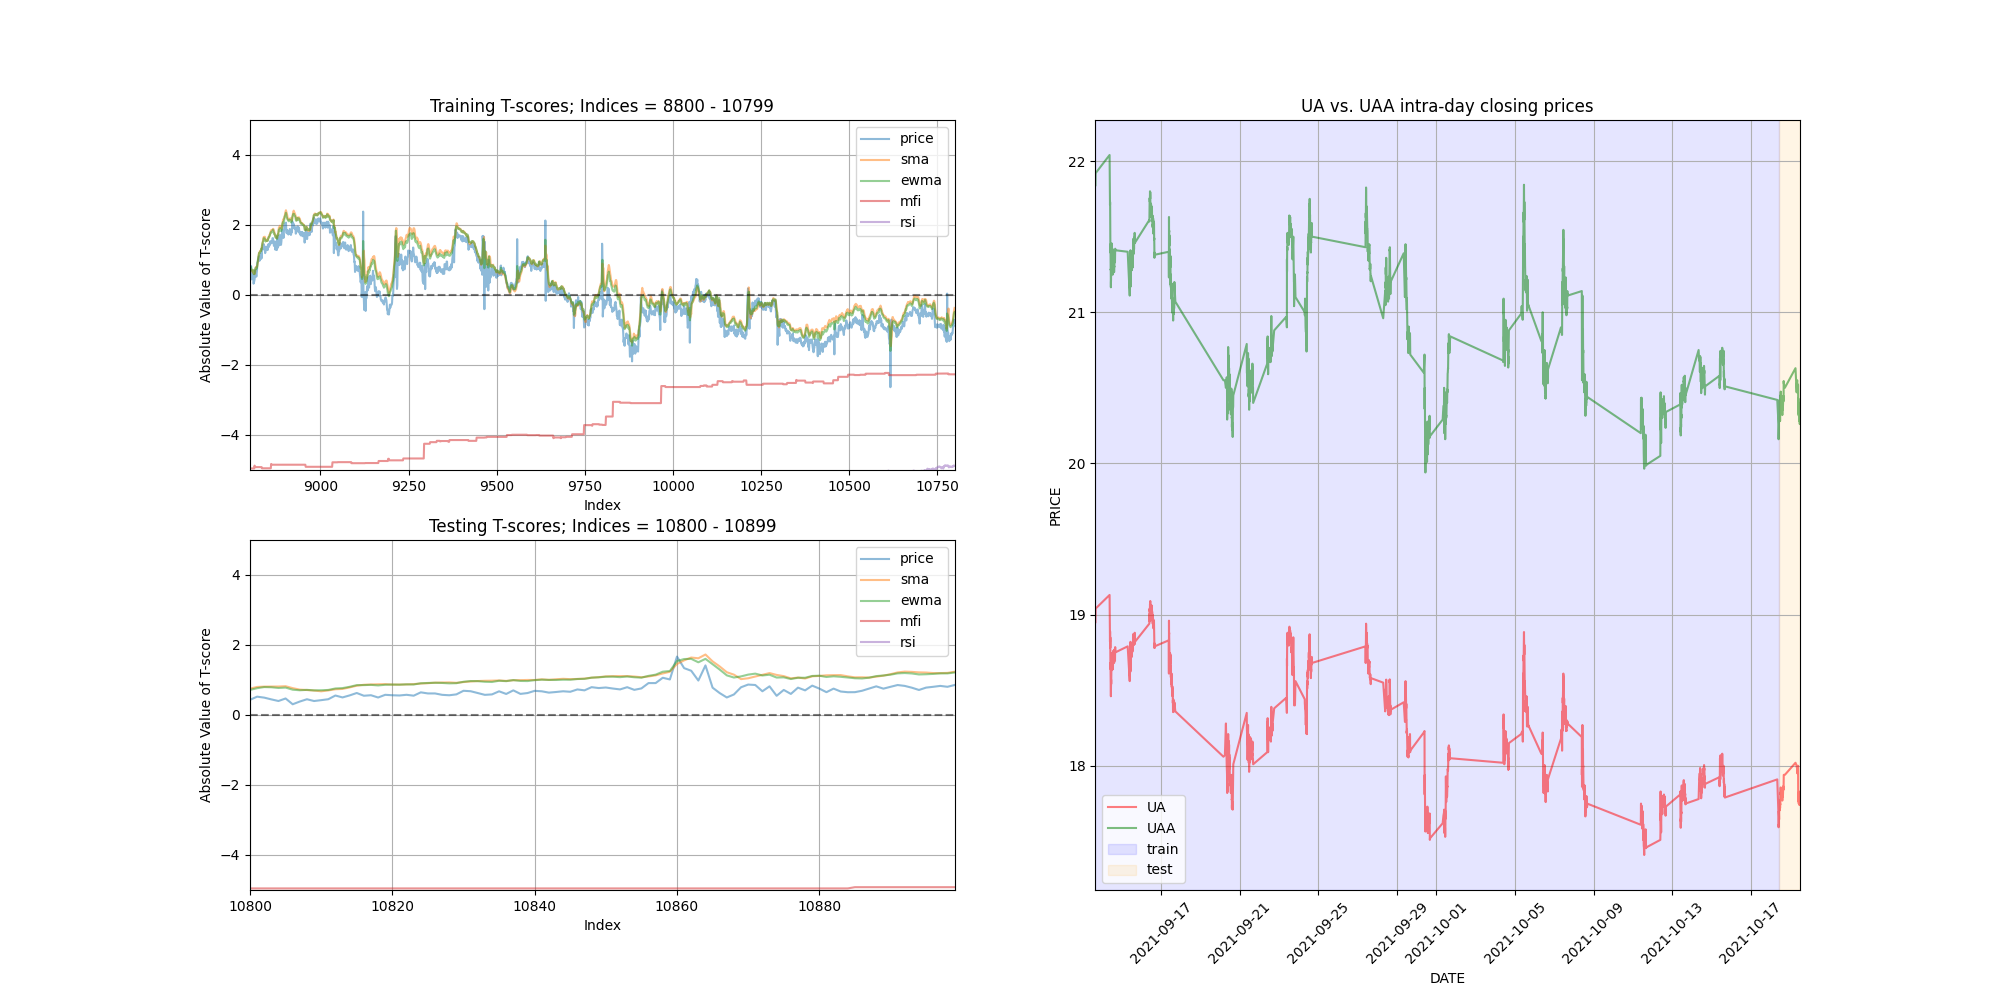 Training T-scores; Indices = 8800 - 10799
Absolute Value of T-score
4
2
0
−2
−4
price
sma
ewma
mfi
rsi
9000 9250 9500 9750 10000 10250 10500 10750
Index
Testing T-scores; Indices = 10800 - 10899
Absolute Value of T-score
4
2
0
−2
−4
price
sma
ewma
mfi
rsi
10800 10820 10840 10860 10880
Index
UA vs. UAA intra-day closing prices
PRICE
22
21
20
19
18
UA
UAA
train
test
2021-09-17 2021-09-21 2021-09-25 2021-09-29 2021-10-01 2021-10-05 2021-10-09 2021-10-13 2021-10-17
DATE